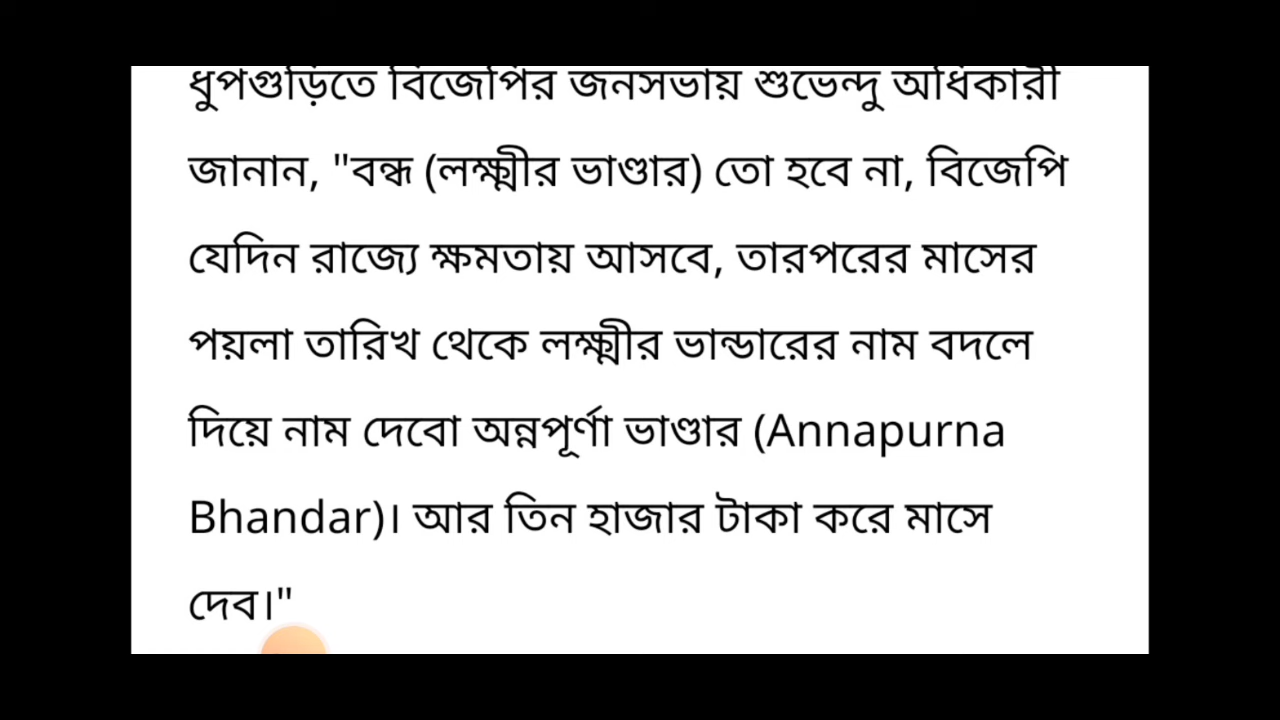 ধুপগুড়িতে বিজেপির জনসভায় শুভেন্দু অধিকারী
জানান, "বন্ধ (লক্ষ্মীর ভাণ্ডার) তো হবে না, বিজেপি
যেদিন রাজ্যে ক্ষমতায় আসবে, তারপরের মাসের
পয়লা তারিখ থেকে লক্ষ্মীর ভান্ডারের নাম বদলে
দিয়ে নাম দেবো অন্নপূর্ণা ভাণ্ডার (Annapurna
Bhandar)। আর তিন হাজার টাকা করে মাসে
দেব।"